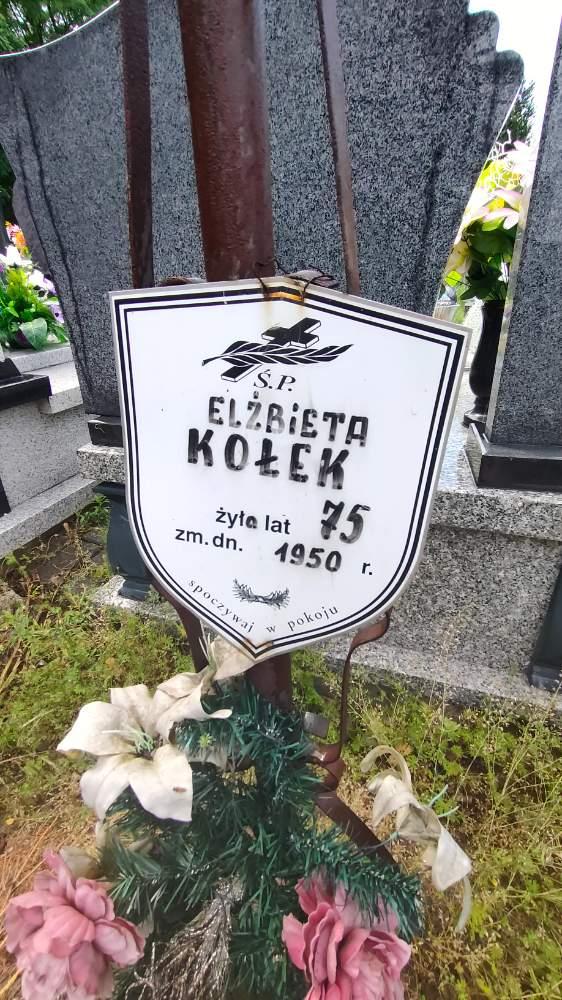 Ś.P.
ELŻBiETA
KOŁEK
żyła lat 75
zm. dn. 1950 r.
spoczywaj w pokoju